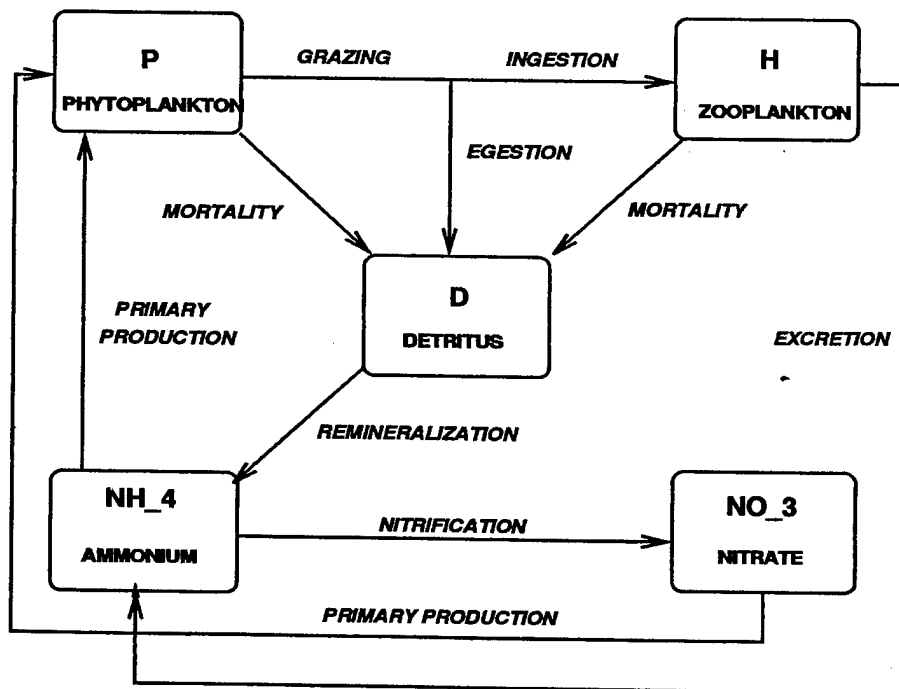 P
PHYTOPLANKTON
GRAZING
INGESTION
H
ZOOPLANKTON
EGESTION
MORTALITY
MORTALITY
D
DETRITUS
PRIMARY
PRODUCTION
EXCRETION
REMINERALIZATION
NH_4
AMMONIUM
NITRIFICATION
NO_3
NITRATE
PRIMARY PRODUCTION